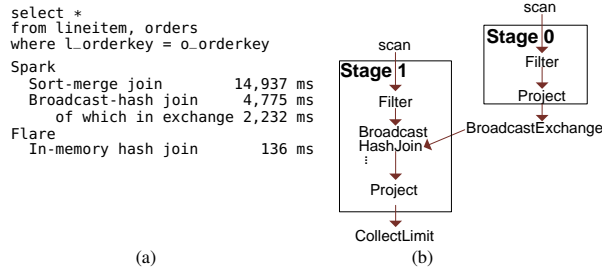 select *
from lineitem, orders
where l_orderkey = o_orderkey
Spark
Sort-merge join 14,937 ms
Broadcast-hash join 4,775 ms
of which in exchange 2,232 ms
Flare
In-memory hash join 136 ms
(a)
scan
Stage 0
Filter
Project
BroadcastExchange
scan
Stage 1
Filter
Broadcast
HashJoin
...
Project
CollectLimit
(b)